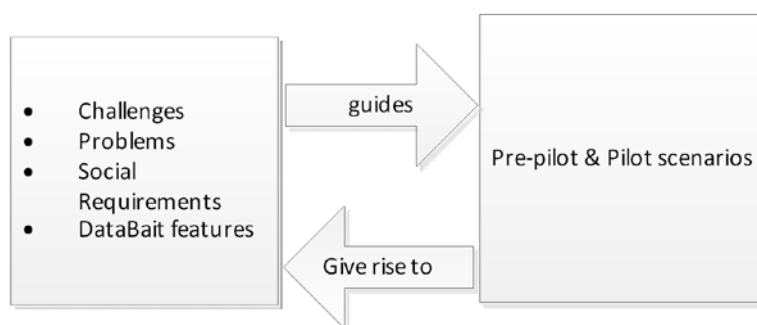 • Challenges
• Problems
• Social
Requirements
• DataBait features
guides
Pre-pilot & Pilot scenarios
Give rise to